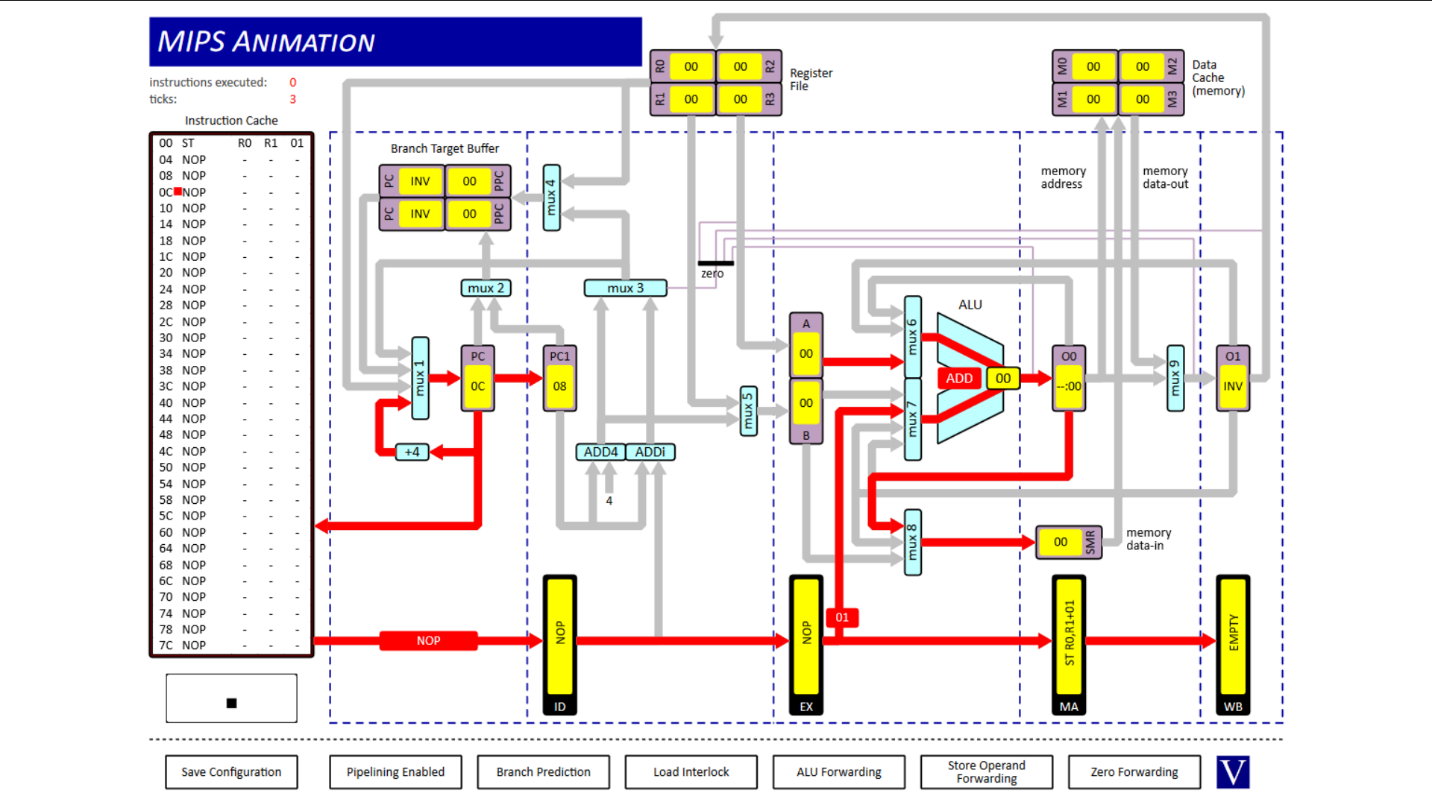 MIPS ANIMATION
instructions executed: 0
ticks: 3
Instruction Cache
00 ST R0 R1 01
04 NOP - - -
08 NOP - - -
0C NOP - - -
10 NOP - - -
14 NOP - - -
18 NOP - - -
1C NOP - - -
20 NOP - - -
24 NOP - - -
28 NOP - - -
2C NOP - - -
30 NOP - - -
34 NOP - - -
38 NOP - - -
3C NOP - - -
40 NOP - - -
44 NOP - - -
48 NOP - - -
4C NOP - - -
50 NOP - - -
54 NOP - - -
58 NOP - - -
5C NOP - - -
60 NOP - - -
64 NOP - - -
68 NOP - - -
6C NOP - - -
70 NOP - - -
74 NOP - - -
78 NOP - - -
7C NOP - - -
R0 00 00 R2
R1 00 00 R3
Register
File
M0 00 00 M2
M1 00 00 M3
Data
Cache
(memory)
Branch Target Buffer
PC INV 00 PPC
PC INV 00 PPC
mux 4
memory
address
memory
data-out
zero
mux 2
mux 3
mux 1
PC
0C
PC1
08
+4
ADD4
ADDi
4
mux 5
A
00
00
B
mux 6
mux 7
ALU
ADD
00
O0
--:00
mux 9
O1
INV
mux 8
00
SMR
memory
data-in
01
NOP
NOP
ID
NOP
EX
ST R0,R1+01
MA
EMPTY
WB
Save Configuration
Pipelining Enabled
Branch Prediction
Load Interlock
ALU Forwarding
Store Operand
Forwarding
Zero Forwarding
V